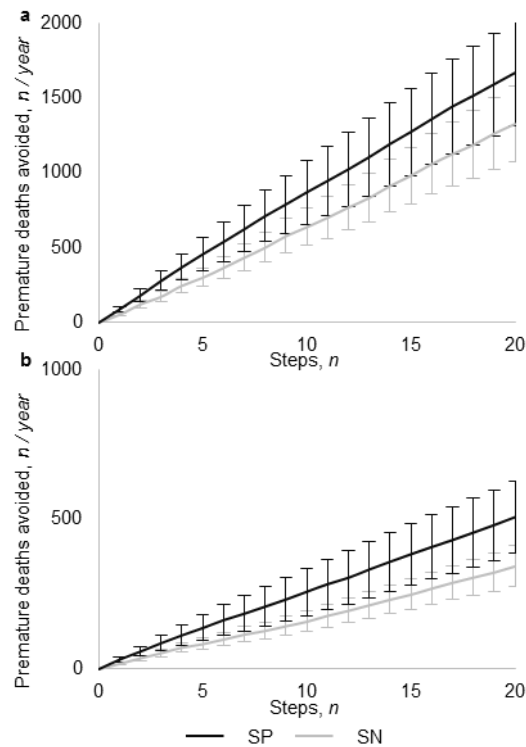 a
Premature deaths avoided, n / year
2000
1500
1000
500
0
0 5 10 15 20
Steps, n
b
Premature deaths avoided, n / year
1000
500
0
0 5 10 15 20
Steps, n
SP SN